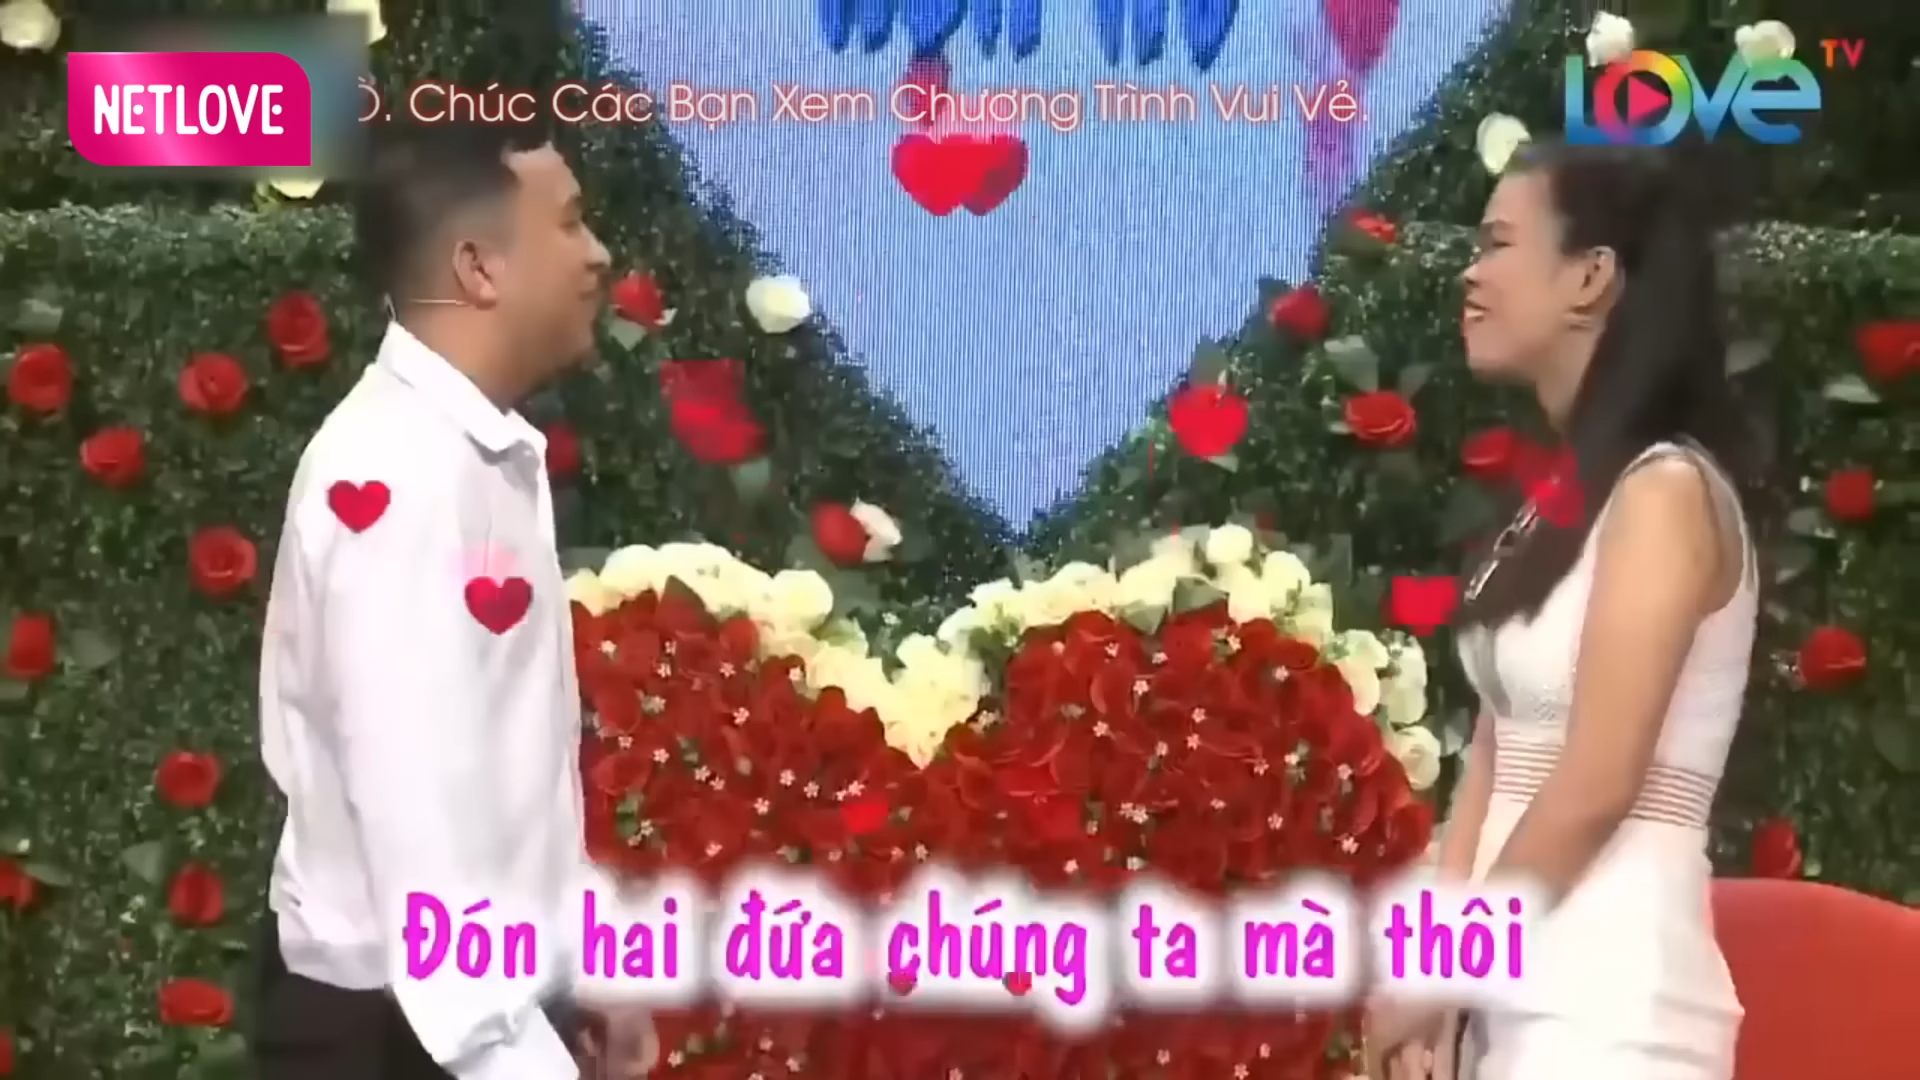 NETLOVE
Ồ. Chúc Các Bạn Xem Chương Trình Vui Vẻ.
LOVE TV
Đón hai đứa chúng ta mà thôi